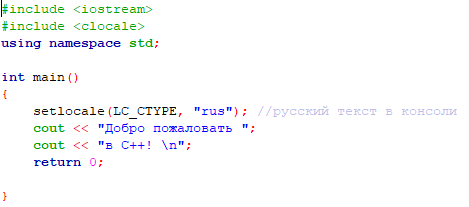 #include <iostream>
#include <clocale>
using namespace std;
int main()
{
setlocale(LC_CTYPE, "rus"); //русский текст в консоли
cout << "Добро пожаловать ";
cout << "в C++! \n";
return 0;
}